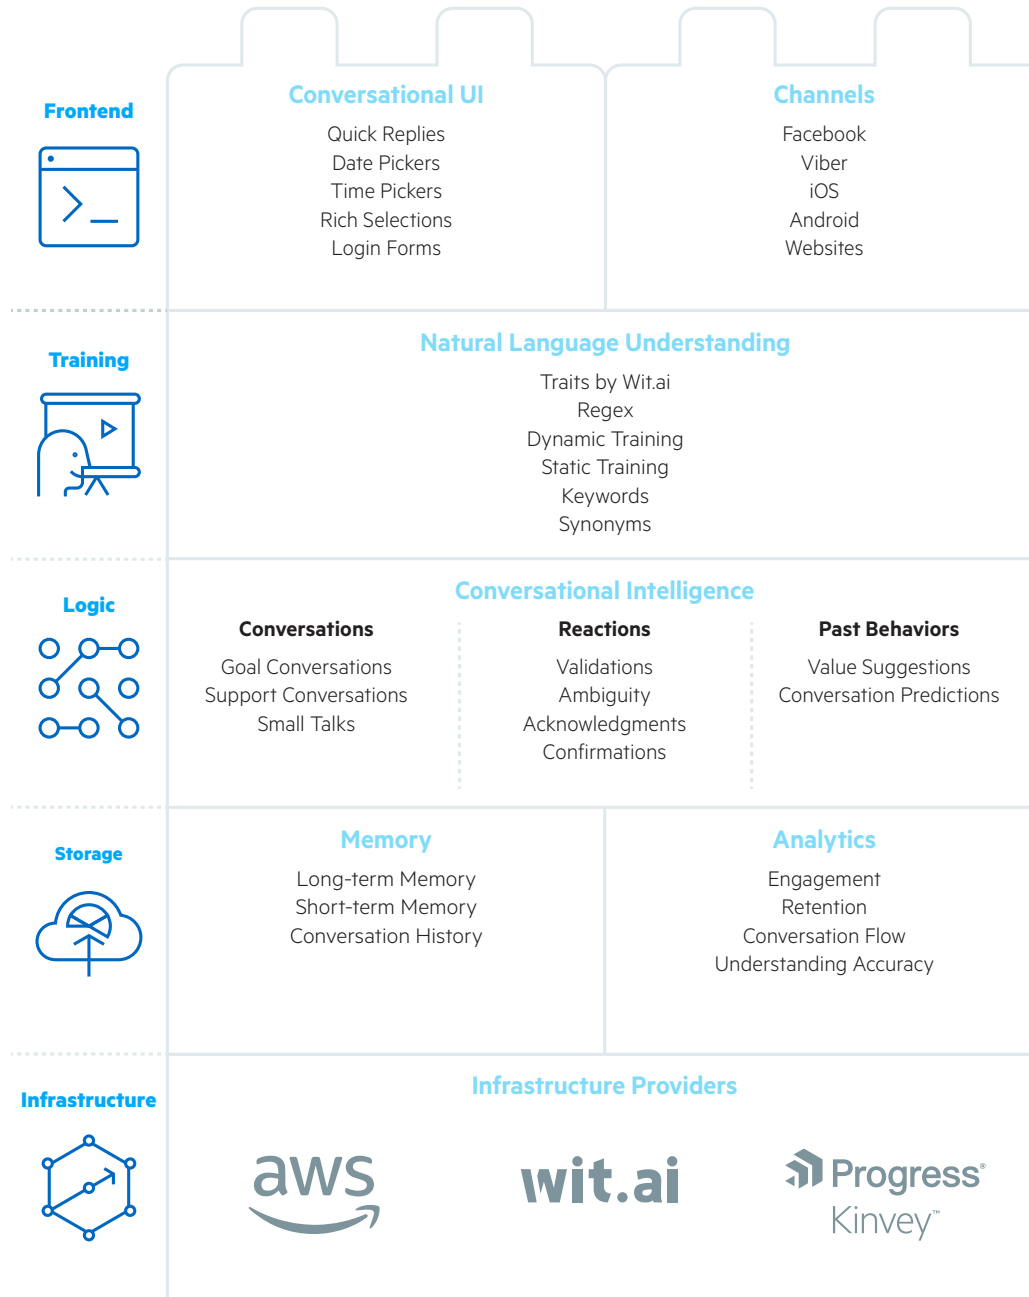 Frontend
Conversational UI
Quick Replies
Date Pickers
Time Pickers
Rich Selections
Login Forms
Channels
Facebook
Viber
iOS
Android
Websites
Training
Natural Language Understanding
Traits by Wit.ai
Regex
Dynamic Training
Static Training
Keywords
Synonyms
Logic
Conversational Intelligence
Conversations
Goal Conversations
Support Conversations
Small Talks
Reactions
Validations
Ambiguity
Acknowledgments
Confirmations
Past Behaviors
Value Suggestions
Conversation Predictions
Storage
Memory
Long-term Memory
Short-term Memory
Conversation History
Analytics
Engagement
Retention
Conversation Flow
Understanding Accuracy
Infrastructure
Infrastructure Providers
aws
wit.ai
Progress®
Kinvey™